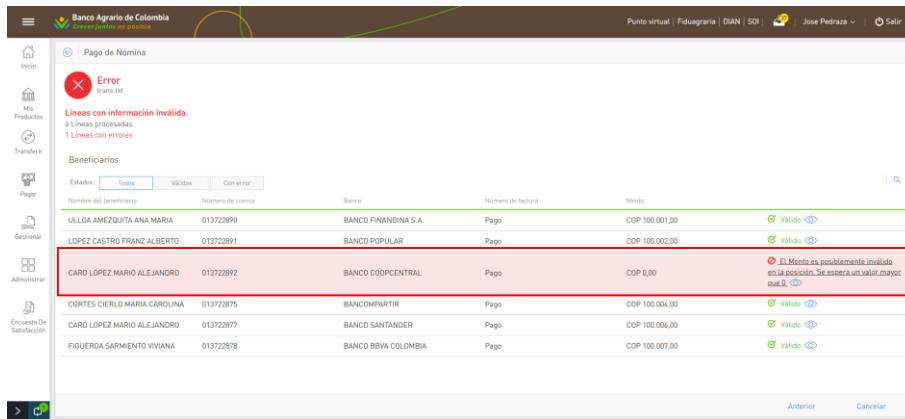 Banco Agrario de Colombia
Crecer juntos es posible
Punto virtual | Fiduagraria | DIAN | SOI | Jose Pedraza | Salir
Inicio
Mis Productos
Transferir
Pagar
Gestionar
Administrar
Encuesta De Satisfacción
Pago de Nómina
Error
trans.txt
Líneas con información inválida.
6 Líneas procesadas
1 Líneas con errores
Beneficiarios
Estados: Todos Válidos Con error
Nombre del beneficiario Número de cuenta Banco Número de factura Monto
ULLOA AMEZQUITA ANA MARIA 013722890 BANCO FINANDINA S.A. Pago COP 100.001,00 Válido
LOPEZ CASTRO FRANZ ALBERTO 013722891 BANCO POPULAR Pago COP 100.002,00 Válido
CARO LOPEZ MARIO ALEJANDRO 013722892 BANCO COOPCENTRAL Pago COP 0,00 El Monto es posiblemente inválido
en la posición. Se espera un valor mayor
que 0
CORTES CIERLO MARIA CAROLINA 013722875 BANCOMPARTIR Pago COP 100.004,00 Válido
CARO LOPEZ MARIO ALEJANDRO 013722877 BANCO SANTANDER Pago COP 100.006,00 Válido
FIGUEROA SARMIENTO VIVIANA 013722878 BANCO BBVA COLOMBIA Pago COP 100.007,00 Válido
Anterior Cancelar